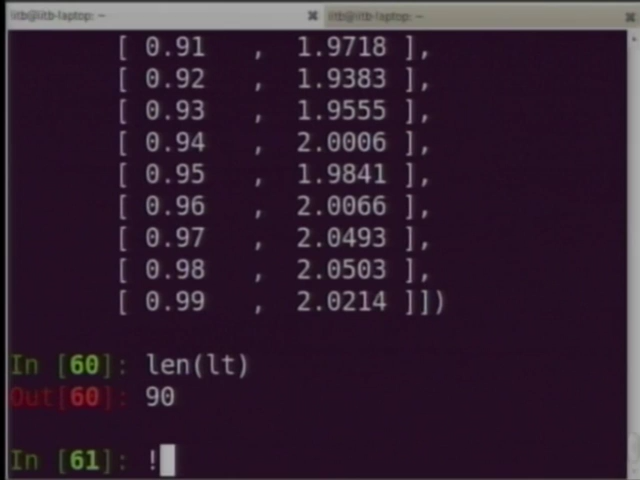 litb@litb-laptop: ~ litb@litb-laptop: ~
[ 0.91 , 1.9718 ],
[ 0.92 , 1.9383 ],
[ 0.93 , 1.9555 ],
[ 0.94 , 2.0006 ],
[ 0.95 , 1.9841 ],
[ 0.96 , 2.0066 ],
[ 0.97 , 2.0493 ],
[ 0.98 , 2.0503 ],
[ 0.99 , 2.0214 ]])
In [60]: len(lt)
Out[60]: 90
In [61]: !